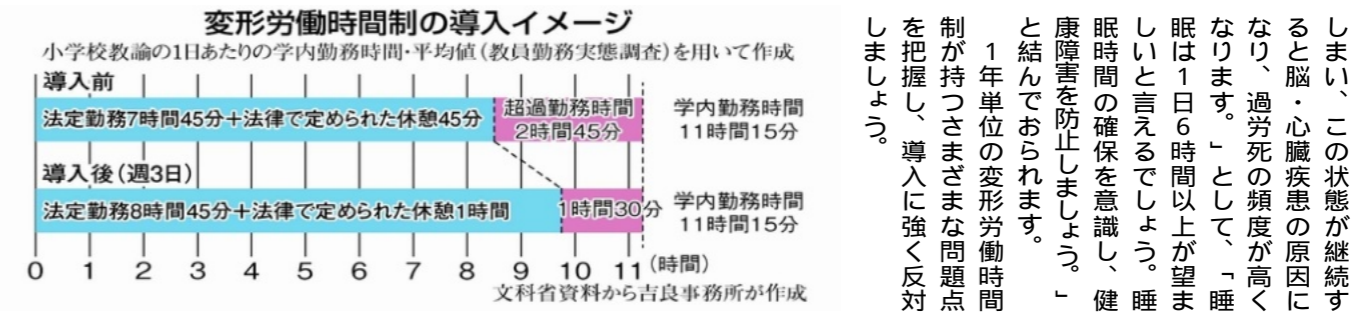 変形労働時間制の導入イメージ
小学校教諭の1日あたりの学内勤務時間・平均値(教員勤務実態調査)を用いて作成
導入前
法定勤務7時間45分＋法律で定められた休憩45分
超過勤務時間
2時間45分
学内勤務時間
11時間15分
導入後(週3日)
法定勤務8時間45分＋法律で定められた休憩1時間
1時間30分
学内勤務時間
11時間15分
0 1 2 3 4 5 6 7 8 9 10 11 (時間)
文科省資料から吉良事務所が作成
しまい、この状態が継続す
ると脳・心臓疾患の原因に
なり、過労死の頻度が高く
なります。」として、「睡
眠は1日6時間以上が望ま
しいと言えるでしょう。睡
眠時間の確保を意識し、健
康障害を防止しましょう。」
と結んでおられます。
1年単位の変形労働時間
制が持つさまざまな問題点
を把握し、導入に強く反対
しましょう。